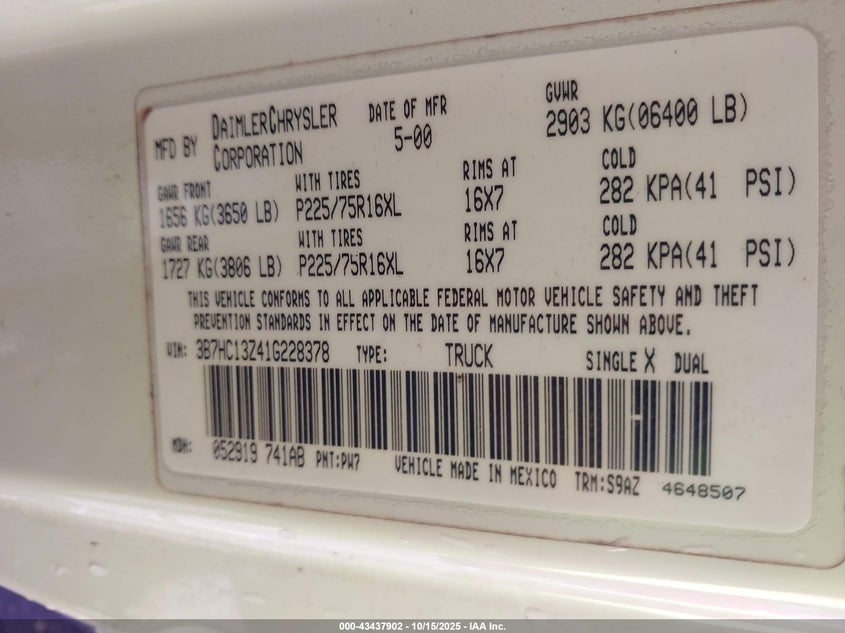 MFD BY DAIMLERCHRYSLER CORPORATION DATE OF MFR 5-00 GVWR 2903 KG(06400 LB)
GAWR FRONT WITH TIRES RIMS AT COLD
1656 KG(3650 LB) P225/75R16XL 16X7 282 KPA(41 PSI)
GAWR REAR WITH TIRES RIMS AT COLD
1727 KG(3806 LB) P225/75R16XL 16X7 282 KPA(41 PSI)
THIS VEHICLE CONFORMS TO ALL APPLICABLE FEDERAL MOTOR VEHICLE SAFETY AND THEFT
PREVENTION STANDARDS IN EFFECT ON THE DATE OF MANUFACTURE SHOWN ABOVE.
VIN: 3B7HC13Z41G228378 TYPE: TRUCK SINGLE X DUAL
MDH: 052919 741AB PNT:PW7 VEHICLE MADE IN MEXICO TRM:S9AZ 4648507
000-43437902 - 10/15/2025 - IAA Inc.